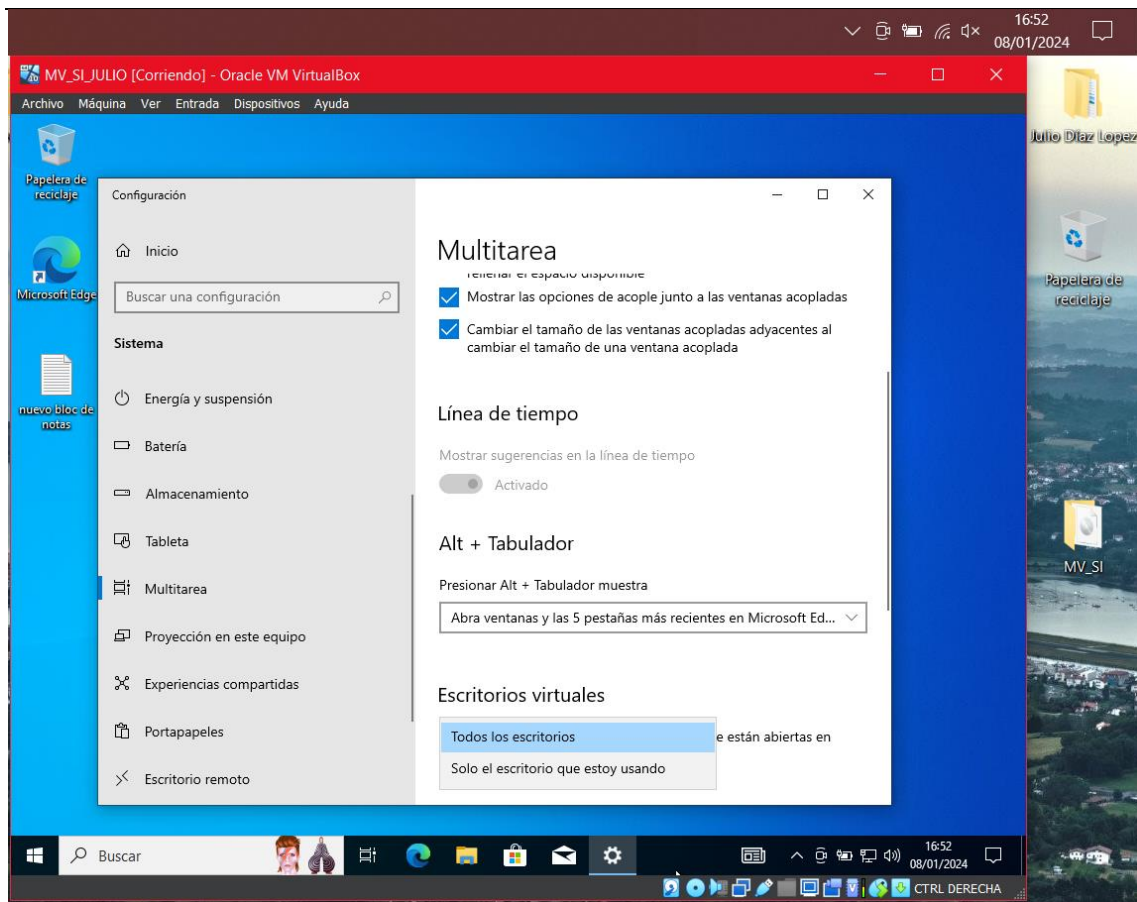 16:52
08/01/2024
MV_SI_JULIO [Corriendo] - Oracle VM VirtualBox
Archivo Máquina Ver Entrada Dispositivos Ayuda
Julio Díaz Lopez
Papelera de
reciclaje
MV_SI
Papelera de
reciclaje
Microsoft Edge
nuevo bloc de
notas
Configuración
Inicio
Buscar una configuración
Sistema
Energía y suspensión
Batería
Almacenamiento
Tableta
Multitarea
Proyección en este equipo
Experiencias compartidas
Portapapeles
Escritorio remoto
Multitarea
rellenar el espacio disponible
Mostrar las opciones de acople junto a las ventanas acopladas
Cambiar el tamaño de las ventanas acopladas adyacentes al
cambiar el tamaño de una ventana acoplada
Línea de tiempo
Mostrar sugerencias en la línea de tiempo
Activado
Alt + Tabulador
Presionar Alt + Tabulador muestra
Abra ventanas y las 5 pestañas más recientes en Microsoft Ed...
Escritorios virtuales
Todos los escritorios
e están abiertas en
Solo el escritorio que estoy usando
Buscar
16:52
08/01/2024
CTRL DERECHA